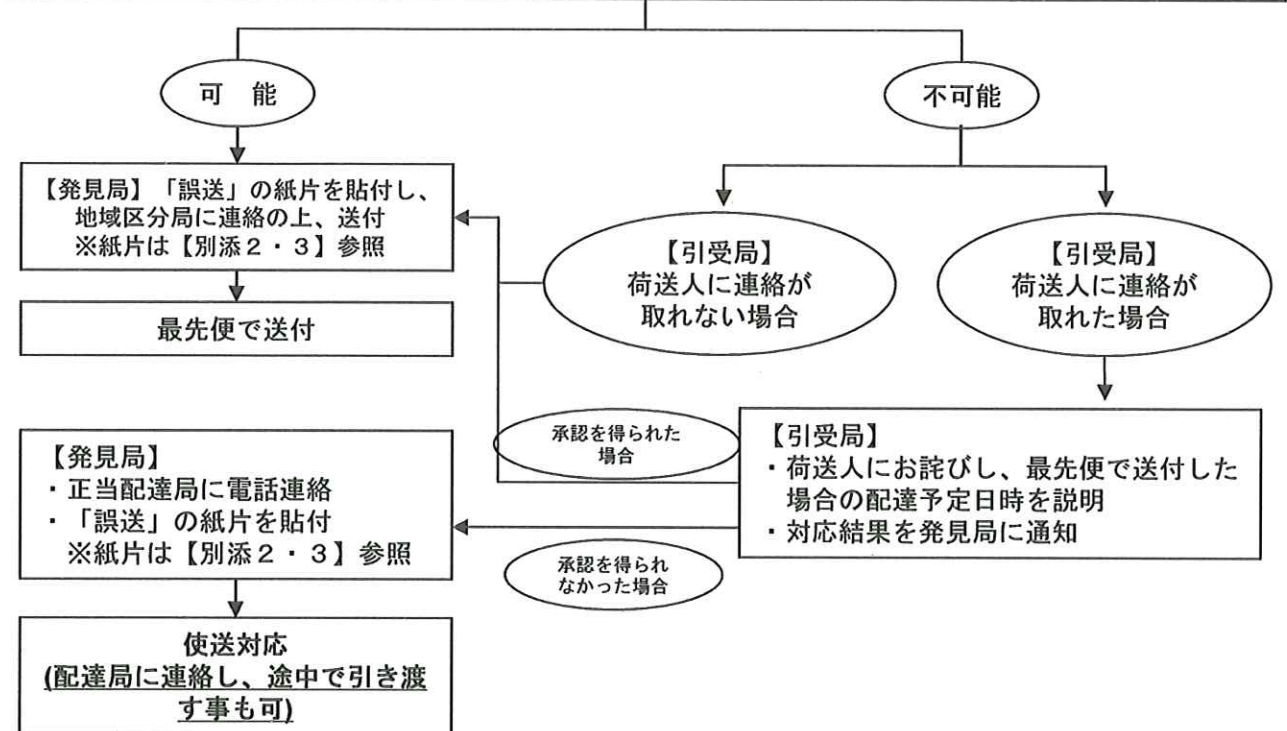 可　能
不可能
【発見局】「誤送」の紙片を貼付し、
地域区分局に連絡の上、送付
※紙片は【別添２・３】参照
最先便で送付
【引受局】
荷送人に連絡が
取れない場合
【引受局】
荷送人に連絡が
取れた場合
承認を得られた
場合
【引受局】
・荷送人にお詫びし、最先便で送付した
場合の配達予定日時を説明
・対応結果を発見局に通知
【発見局】
・正当配達局に電話連絡
・「誤送」の紙片を貼付
※紙片は【別添２・３】参照
承認を得られ
なかった場合
使送対応
(配達局に連絡し、途中で引き渡
す事も可)